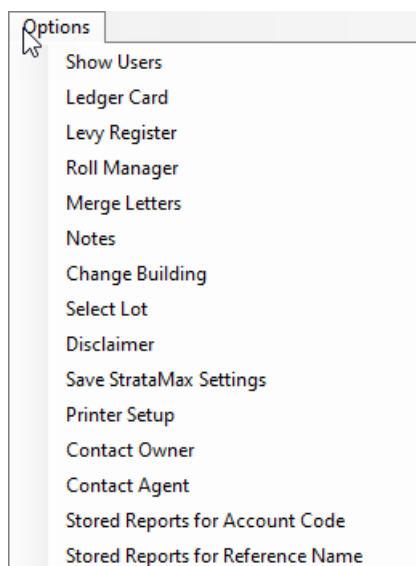 Options
Show Users
Ledger Card
Levy Register
Roll Manager
Merge Letters
Notes
Change Building
Select Lot
Disclaimer
Save StrataMax Settings
Printer Setup
Contact Owner
Contact Agent
Stored Reports for Account Code
Stored Reports for Reference Name